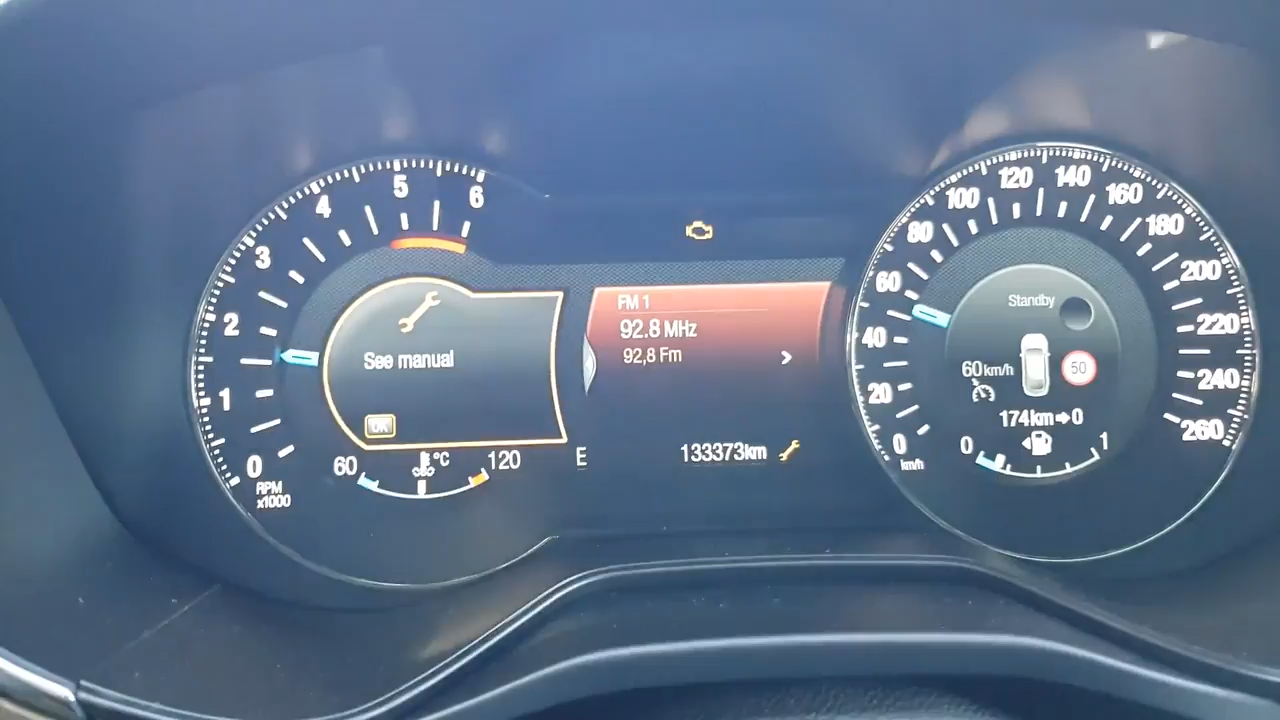 0
1
2
3
4
5
6
RPM
x1000
See manual
OK
60
°C
120
E
FM 1
92.8 MHz
92,8 Fm
133373km
0
20
40
60
80
100
120
140
160
180
200
220
240
260
km/h
Standby
60km/h
50
174km→0
0
1